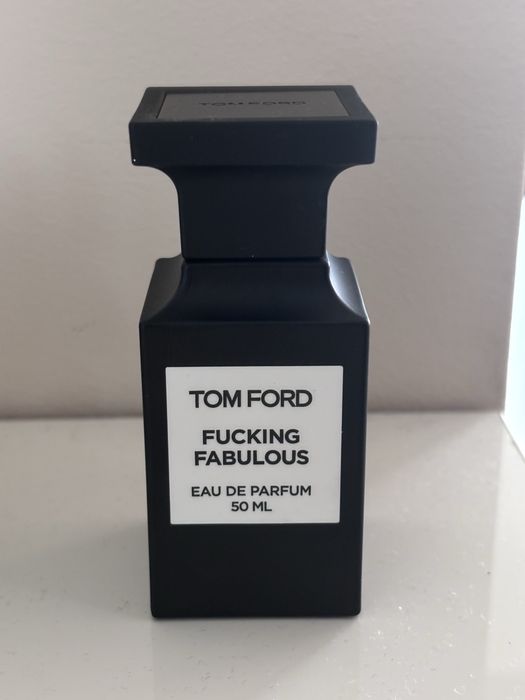 TOM FORD
TOM FORD
FUCKING
FABULOUS
EAU DE PARFUM
50 ML